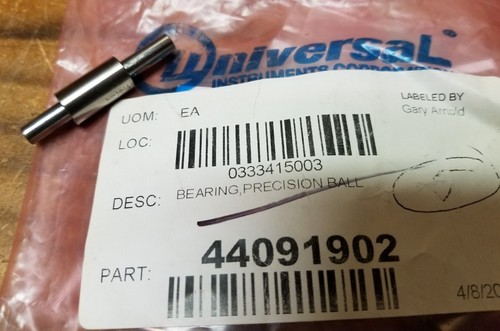 Universal
INSTRUMENTS CORPORATION
UOM: EA
LABELED BY
Gary Arnold
LOC:
0333415003
DESC: BEARING,PRECISION BALL
PART: 44091902
4/8/20